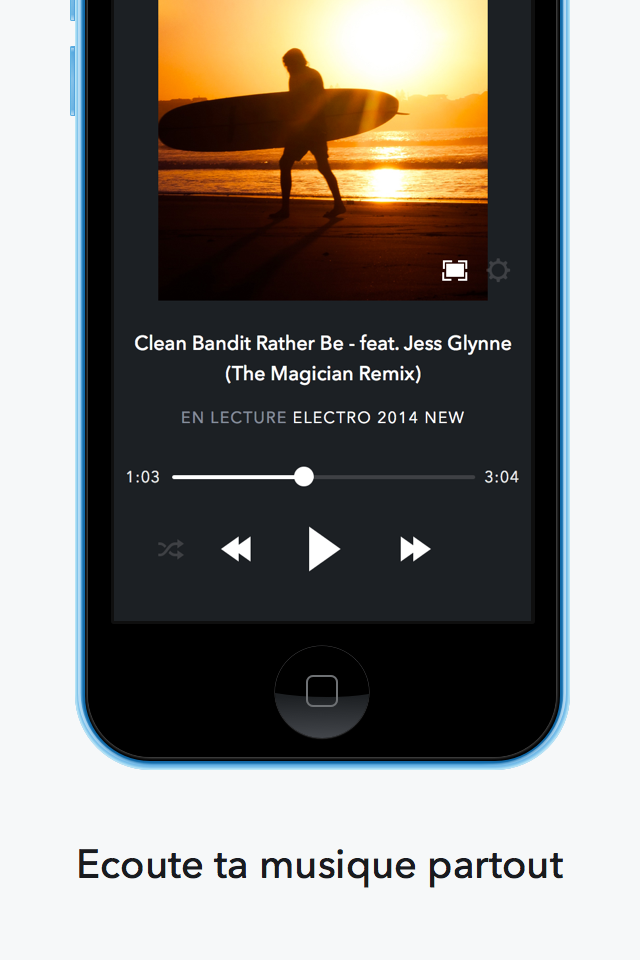 Clean Bandit Rather Be - feat. Jess Glynne
(The Magician Remix)
EN LECTURE ELECTRO 2014 NEW
1:03 3:04
Ecoute ta musique partout